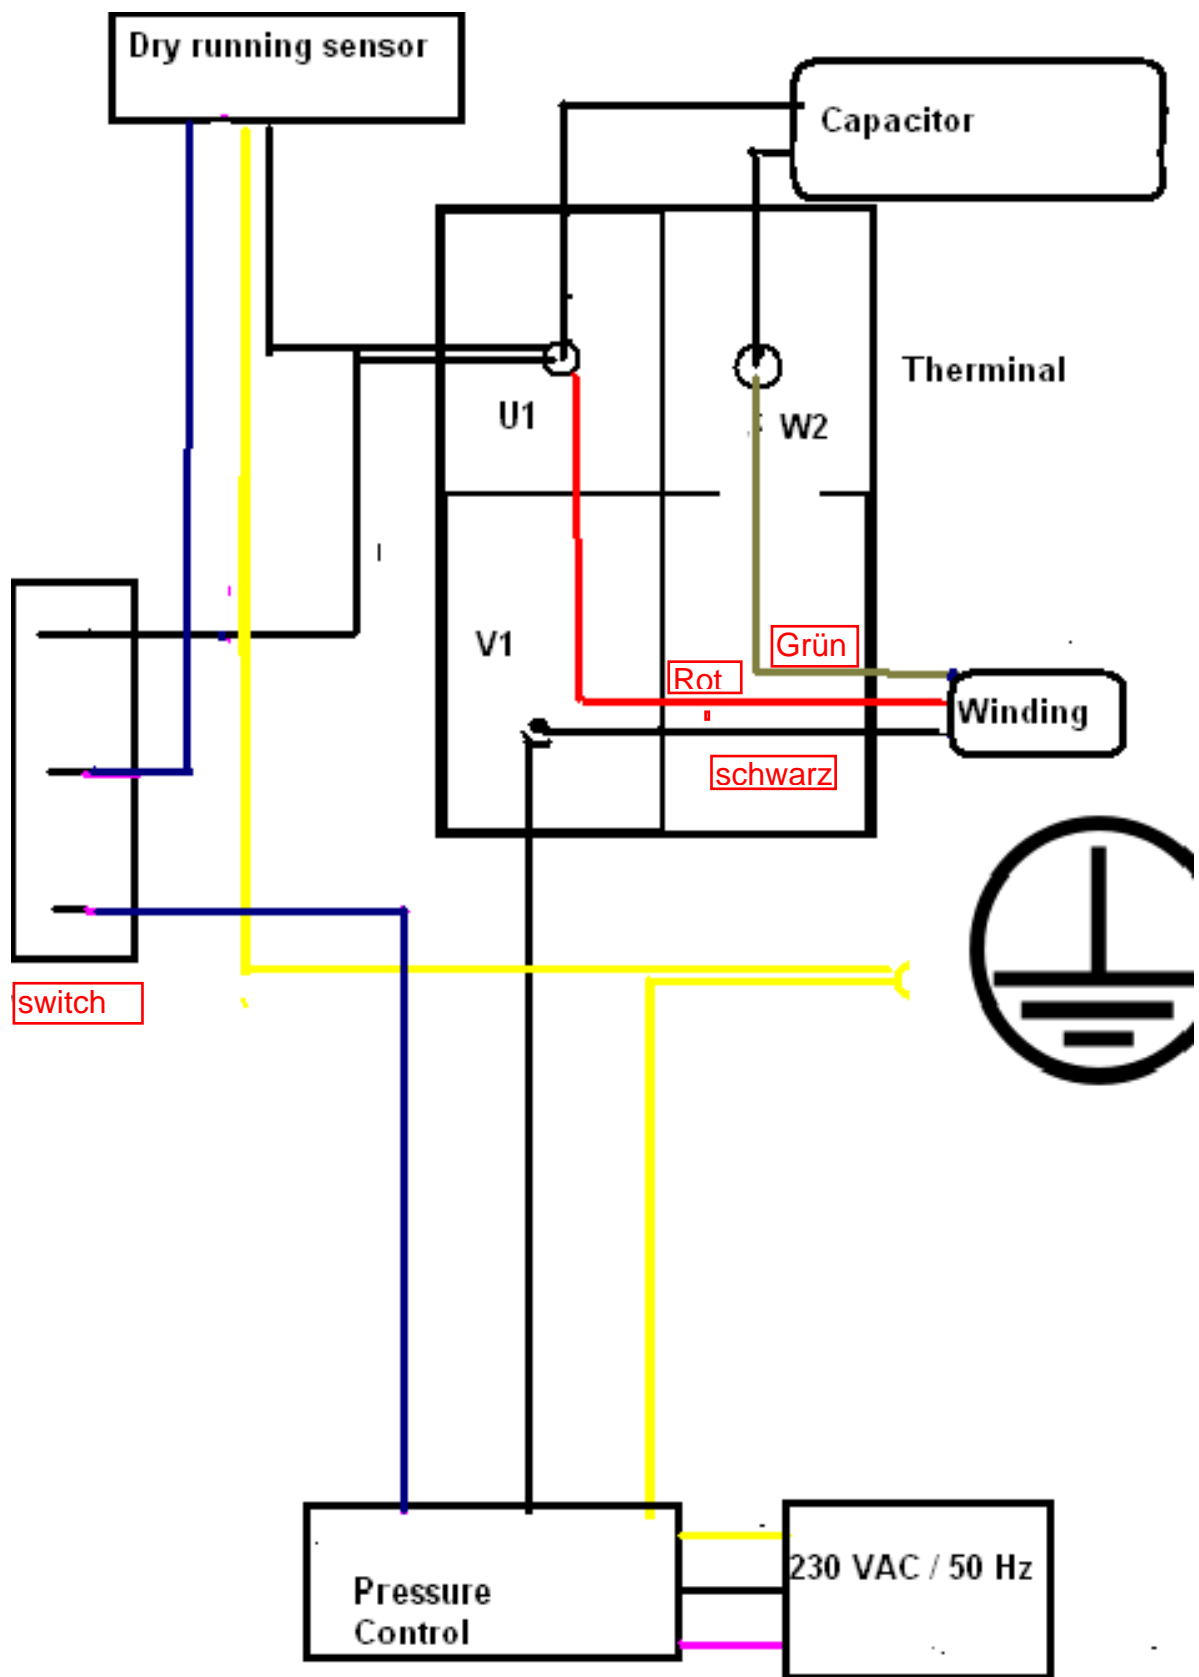 Dry running sensor
Capacitor
Therminal
U1
W2
V1
Grün
Rot
Winding
schwarz
switch
230 VAC / 50 Hz
Pressure
Control